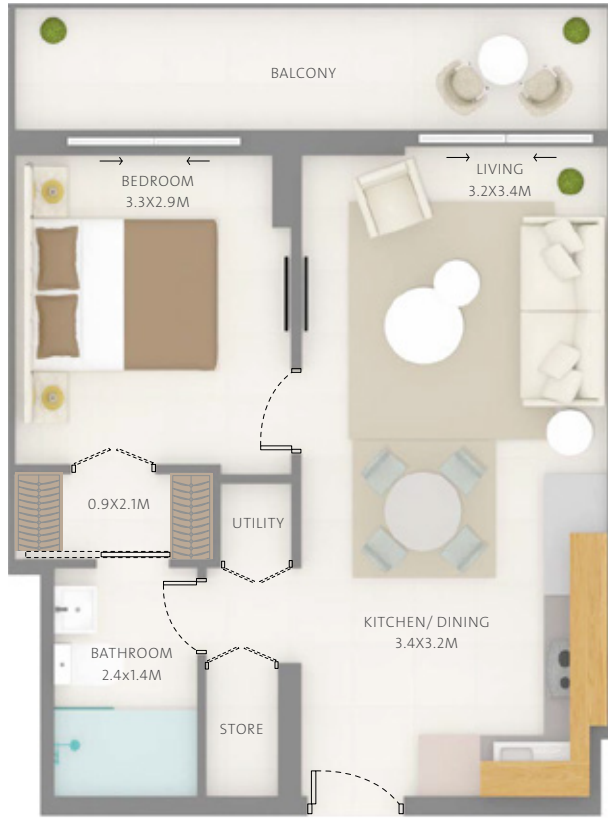 BALCONY
BEDROOM
3.3X2.9M
LIVING
3.2X3.4M
0.9X2.1M
UTILITY
KITCHEN/ DINING
3.4X3.2M
BATHROOM
2.4x1.4M
STORE